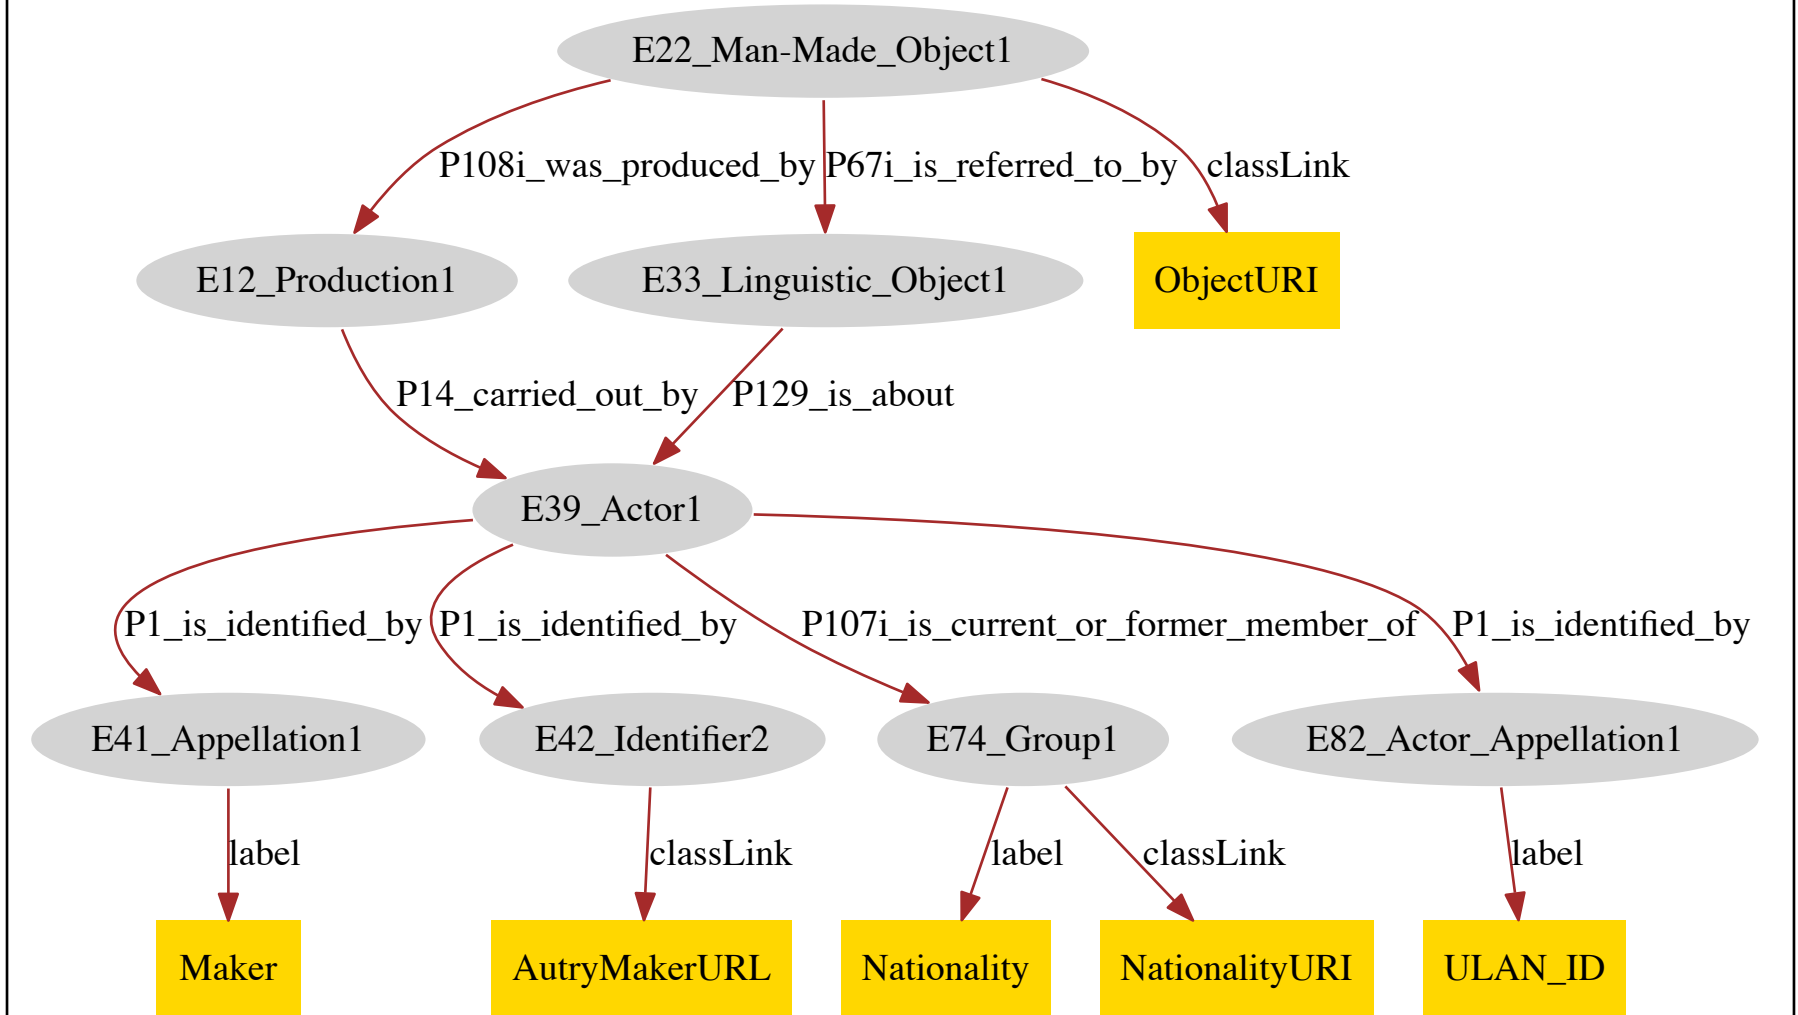 E22_Man-Made_Object1
P108i_was_produced_by P67i_is_referred_to_by classLink
E12_Production1 E33_Linguistic_Object1 ObjectURI
P14_carried_out_by P129_is_about
E39_Actor1
P1_is_identified_by P1_is_identified_by P107i_is_current_or_former_member_of P1_is_identified_by
E41_Appellation1 E42_Identifier2 E74_Group1 E82_Actor_Appellation1
label classLink label classLink label
Maker AutryMakerURL Nationality NationalityURI ULAN_ID